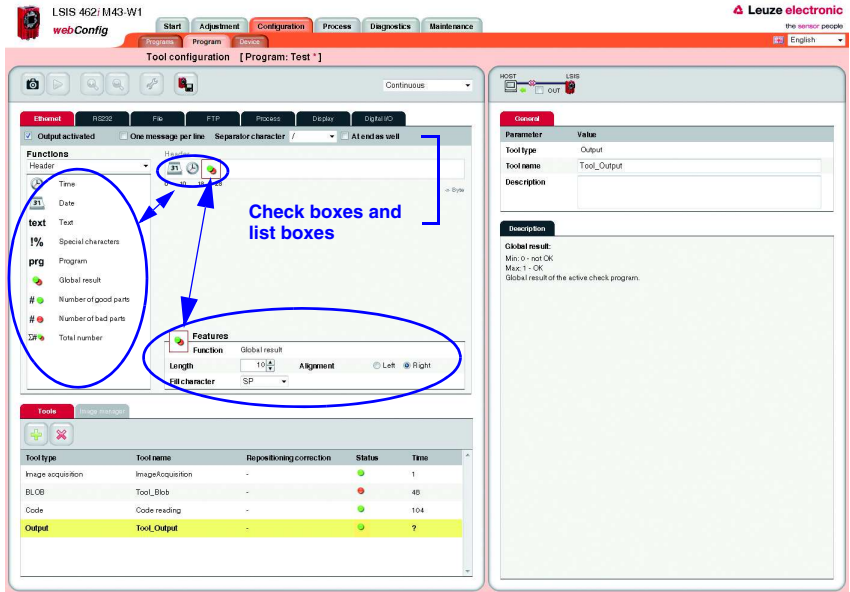 LSIS 462i M43-W1
webConfig
Leuze electronic
the sensor people
Start Adjustment Configuration Process Diagnostics Maintenance
Programs Program Device
English
Tool configuration [Program: Test *]
Continuous
HOST LSIS
OUT
Ethernet RS232 File FTP Process Display Digital I/O
Output activated One message per line Separator character / At end as well
Functions
Header
Header
31
0 10 18 28
Byte
Time
31 Date
text Text
!% Special characters
prg Program
Global result
# Number of good parts
# Number of bad parts
Σ# Total number
Check boxes and
list boxes
Features
Function Global result
Length 10 Alignment Left Right
Fill character SP
General
Parameter Value
Tool type Output
Tool name Tool_Output
Description
Description
Global result:
Min: 0 - not OK
Max: 1 - OK
Global result of the active check program.
Tools Image manager
Tool type Tool name Repositioning correction Status Time
Image acquisition ImageAcquisition - 1
BLOB Tool_Blob - 48
Code Code reading - 104
Output Tool_Output - ?